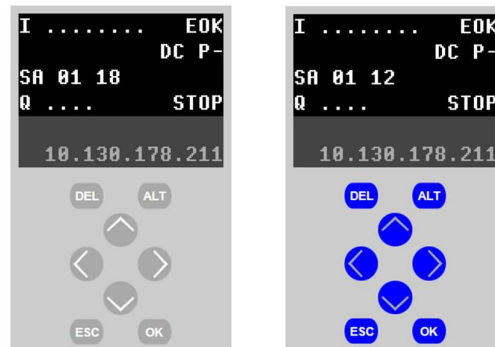 I ........ EOK
DC P-
SA 01 18
Q .... STOP
10.130.178.211
DEL ALT
ESC OK
I ........ EOK
DC P-
SA 01 12
Q .... STOP
10.130.178.211
DEL ALT
ESC OK